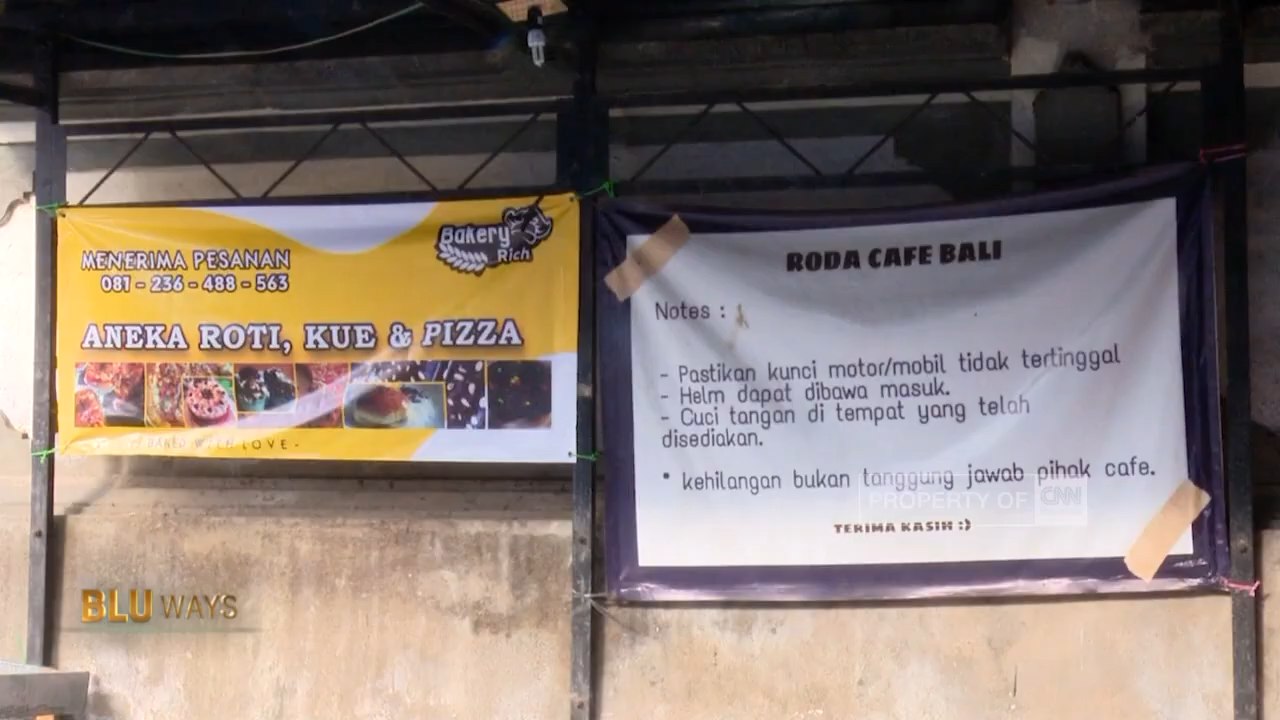 Bakery
Rich
MENERIMA PESANAN
081 - 236 - 488 - 563
ANEKA ROTI, KUE & PIZZA
BAKED WITH LOVE -
RODA CAFE BALI
Notes :
- Pastikan kunci motor/mobil tidak tertinggal
- Helm dapat dibawa masuk.
- Cuci tangan di tempat yang telah
disediakan.
* kehilangan bukan tanggung jawab pihak cafe.
PROPERTY OF CNN
TERIMA KASIH :)
BLU WAYS